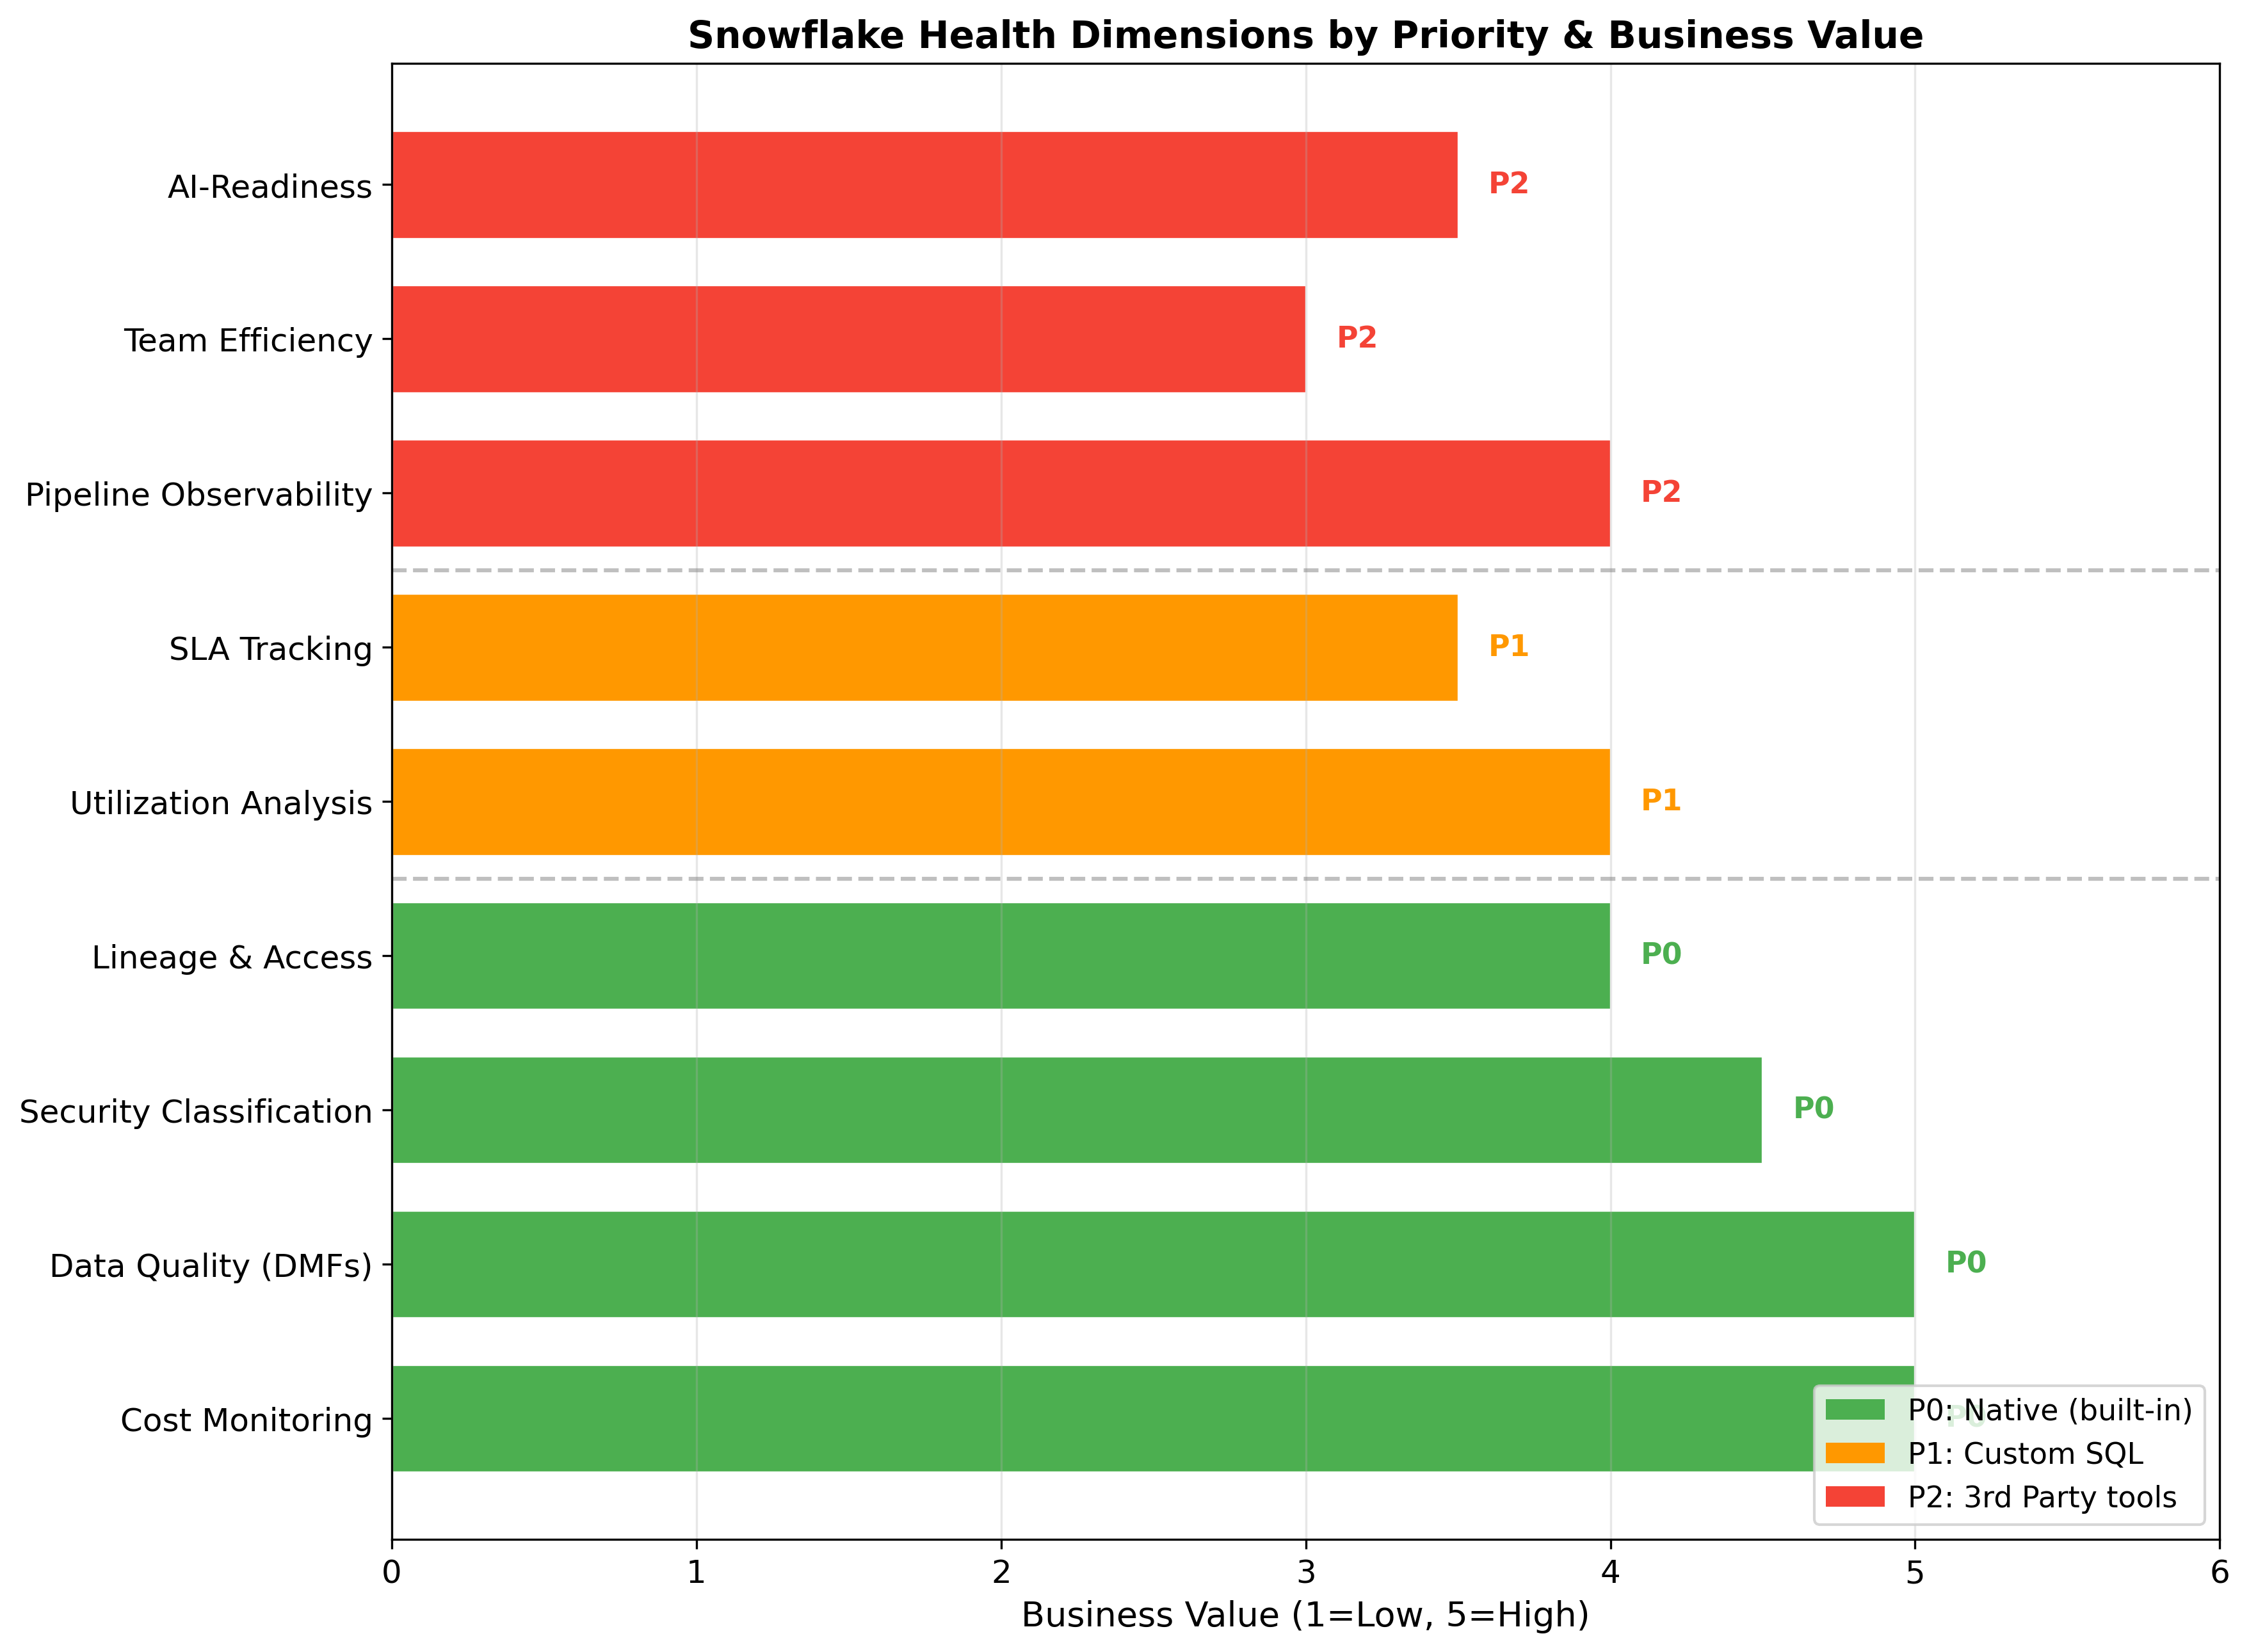 Snowflake Health Dimensions by Priority & Business Value
AI-Readiness
P2
Team Efficiency
P2
Pipeline Observability
P2
SLA Tracking
P1
Utilization Analysis
P1
Lineage & Access
P0
Security Classification
P0
Data Quality (DMFs)
P0
Cost Monitoring
P0
P0: Native (built-in)
P1: Custom SQL
P2: 3rd Party tools
0 1 2 3 4 5 6
Business Value (1=Low, 5=High)